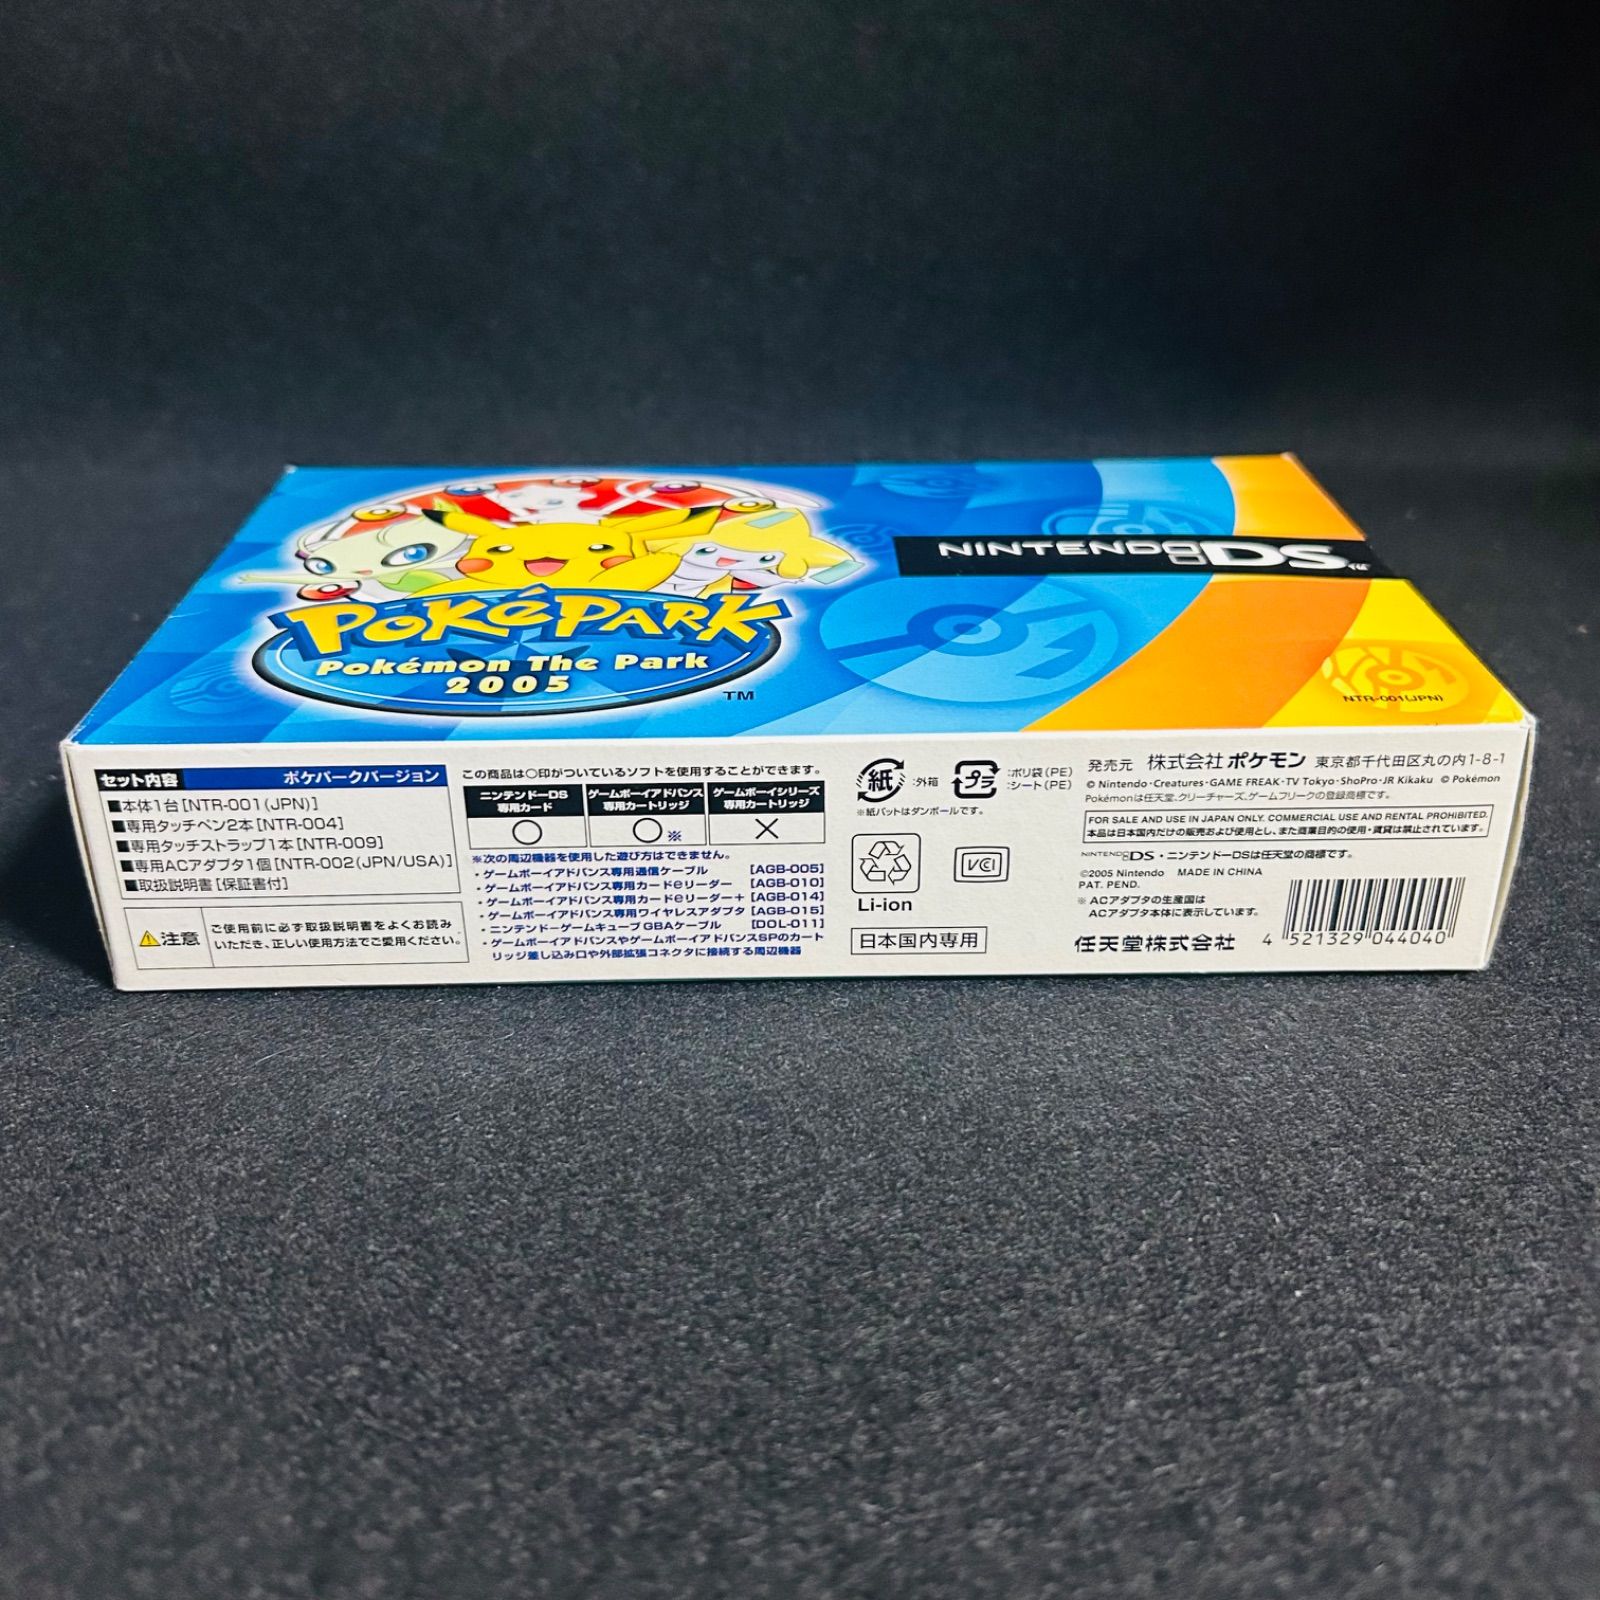 NINTENDO DS™
POKéPARK
Pokémon The Park
2005
TM
NTR-001(JPN)
セット内容 ポケパークバージョン
■本体1台[NTR-001(JPN)]
■専用タッチペン2本[NTR-004]
■専用タッチストラップ1本[NTR-009]
■専用ACアダプタ1個[NTR-002(JPN/USA)]
■取扱説明書[保証書付]
注意
ご使用前に必ず取扱説明書をよくお読み
いただき、正しい使用方法でご愛用ください。
この商品は○印がついているソフトを使用することができます。
ニンテンドーDS専用カード
ゲームボーイアドバンス専用カートリッジ
ゲームボーイシリーズカートリッジ
○ ○※ ×
※次の周辺機器を使用した遊び方はできません。
・ゲームボーイアドバンス専用通信ケーブル [AGB-005]
・ゲームボーイアドバンス専用カードeリーダー [AGB-010]
・ゲームボーイアドバンス専用カードeリーダー+ [AGB-014]
・ゲームボーイアドバンス専用ワイヤレスアダプタ [AGB-015]
・ニンテンドーゲームキューブGBAケーブル [DOL-011]
・ゲームボーイアドバンスやゲームボーイアドバンスSPのカート
リッジ差し込み口や外部拡張コネクタに接続する周辺機器
紙 :外箱
プラ :ポリ袋(PE)
:シート(PE)
※紙パットはダンボールです。
Li-ion
VCCI
日本国内専用
発売元 株式会社ポケモン 東京都千代田区丸の内1-8-1
© Nintendo・Creatures・GAME FREAK・TV Tokyo・ShoPro・JR Kikaku © Pokémon
Pokémonは任天堂、クリーチャーズ、ゲームフリークの登録商標です。
FOR SALE AND USE IN JAPAN ONLY. COMMERCIAL USE AND RENTAL PROHIBITED.
本品は日本国内だけの販売および使用とし、また商業目的の使用・賃貸は禁止されています。
NINTENDO DS・ニンテンドーDSは任天堂の商標です。
©2005 Nintendo MADE IN CHINA
PAT. PEND.
※ ACアダプタの生産国は
ACアダプタ本体に表示しています。
任天堂株式会社
4 521329 044040